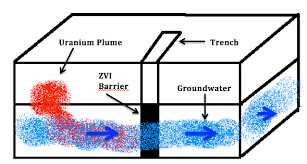 Uranium Plume
Trench
ZVI
Barrier
Groundwater